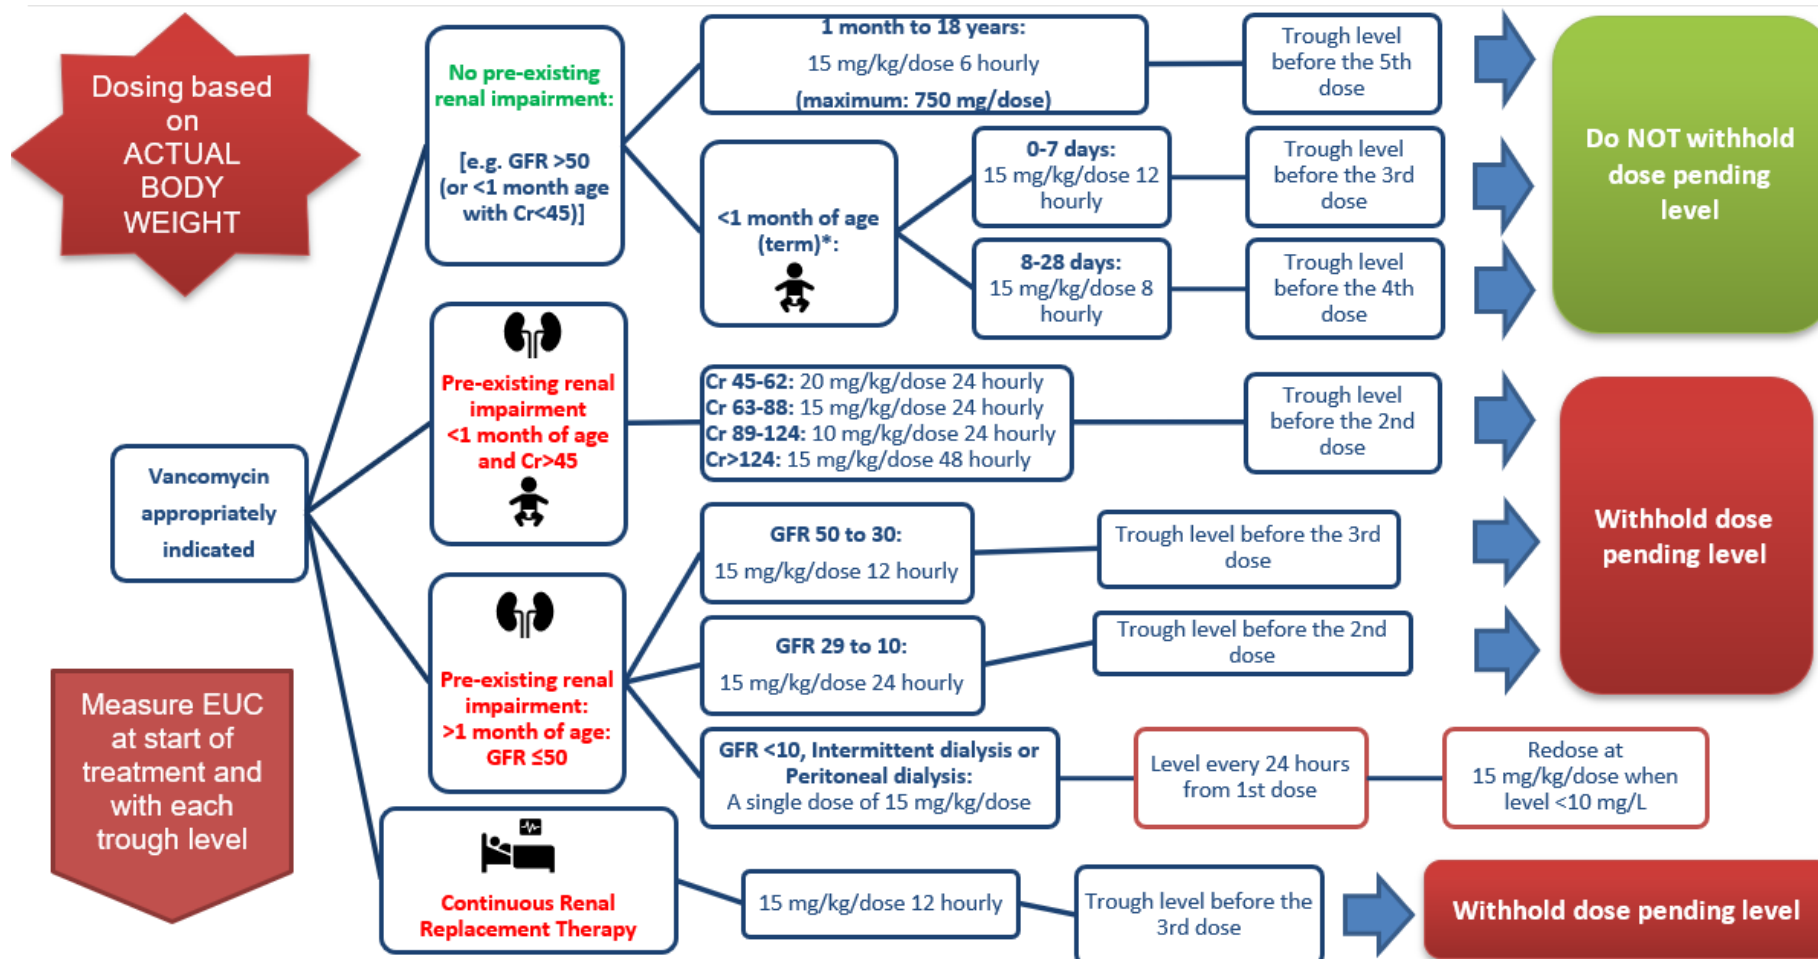 Dosing based
on
ACTUAL
BODY
WEIGHT
Vancomycin
appropriately
indicated
Measure EUC
at start of
treatment and
with each
trough level
No pre-existing
renal impairment:
[e.g. GFR >50
(or <1 month age
with Cr<45)]
1 month to 18 years:
15 mg/kg/dose 6 hourly
(maximum: 750 mg/dose)
Trough level
before the 5th
dose
<1 month of age
(term)*:
0-7 days:
15 mg/kg/dose 12
hourly
Trough level
before the 3rd
dose
8-28 days:
15 mg/kg/dose 8
hourly
Trough level
before the 4th
dose
Do NOT withhold
dose pending
level
Pre-existing renal
impairment
<1 month of age
and Cr>45
Cr 45-62: 20 mg/kg/dose 24 hourly
Cr 63-88: 15 mg/kg/dose 24 hourly
Cr 89-124: 10 mg/kg/dose 24 hourly
Cr>124: 15 mg/kg/dose 48 hourly
Trough level
before the 2nd
dose
Pre-existing renal
impairment:
>1 month of age:
GFR ≤50
GFR 50 to 30:
15 mg/kg/dose 12 hourly
Trough level before the 3rd
dose
GFR 29 to 10:
15 mg/kg/dose 24 hourly
Trough level before the 2nd
dose
Withhold dose
pending level
GFR <10, Intermittent dialysis or
Peritoneal dialysis:
A single dose of 15 mg/kg/dose
Level every 24 hours
from 1st dose
Redose at
15 mg/kg/dose when
level <10 mg/L
Continuous Renal
Replacement Therapy
15 mg/kg/dose 12 hourly
Trough level before the
3rd dose
Withhold dose pending level